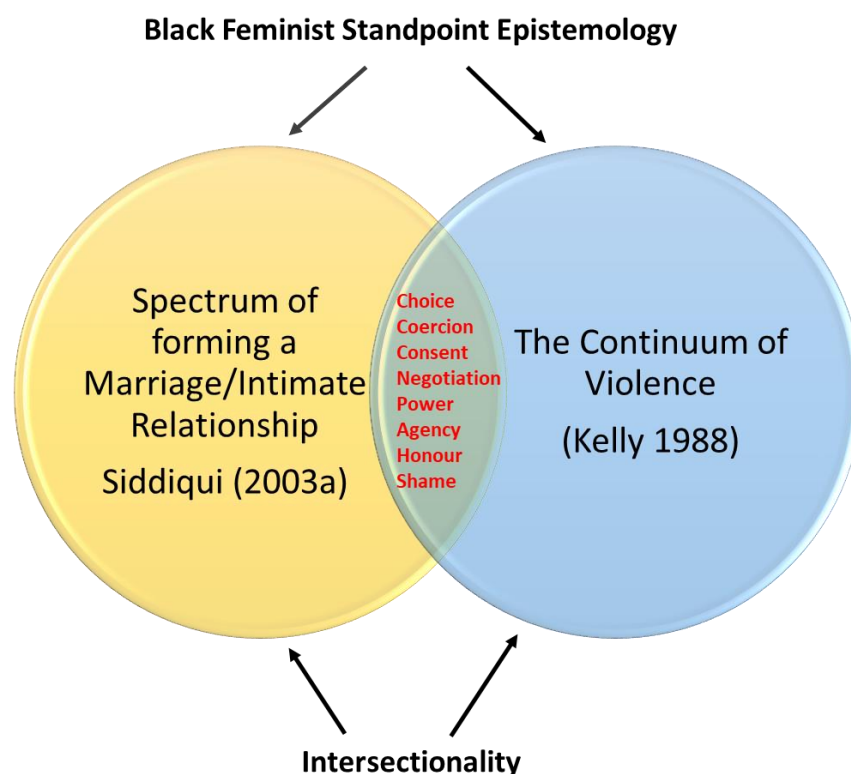 Black Feminist Standpoint Epistemology
Spectrum of
forming a
Marriage/Intimate
Relationship
Siddiqui (2003a)
Choice
Coercion
Consent
Negotiation
Power
Agency
Honour
Shame
The Continuum of
Violence
(Kelly 1988)
Intersectionality